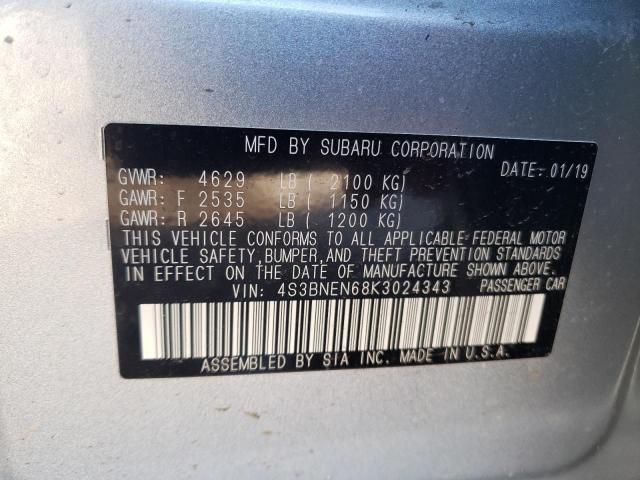 MFD BY SUBARU CORPORATION
DATE: 01/19
GVWR: 4629 LB ( 2100 KG)
GAWR: F 2535 LB ( 1150 KG)
GAWR: R 2645 LB ( 1200 KG)
THIS VEHICLE CONFORMS TO ALL APPLICABLE FEDERAL MOTOR
VEHICLE SAFETY, BUMPER, AND THEFT PREVENTION STANDARDS
IN EFFECT ON THE DATE OF MANUFACTURE SHOWN ABOVE.
VIN: 4S3BNEN68K3024343 PASSENGER CAR
ASSEMBLED BY SIA INC. MADE IN U.S.A.